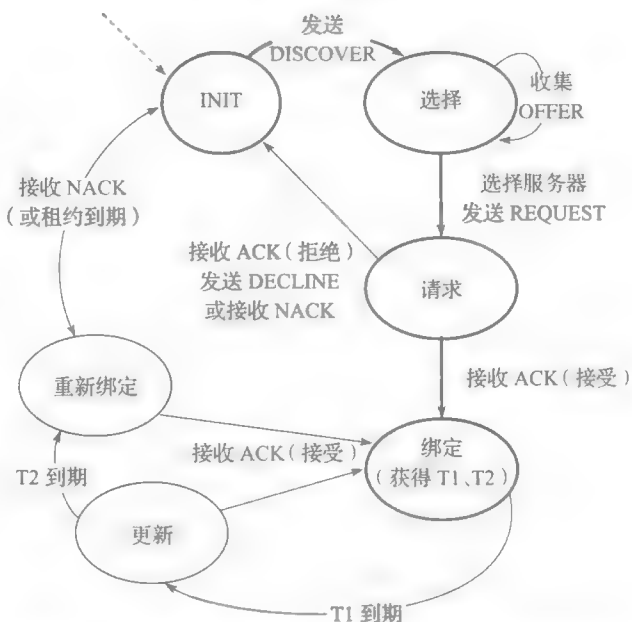 发送
DISCOVER
INIT
选择
收集
OFFER
选择服务器
发送 REQUEST
接收 NACK
（或租约到期）
接收 ACK（拒绝）
发送 DECLINE
或接收 NACK
请求
接收 ACK（接受）
重新绑定
接收 ACK（接受）
绑定
（获得 T1、T2）
T2 到期
更新
T1 到期